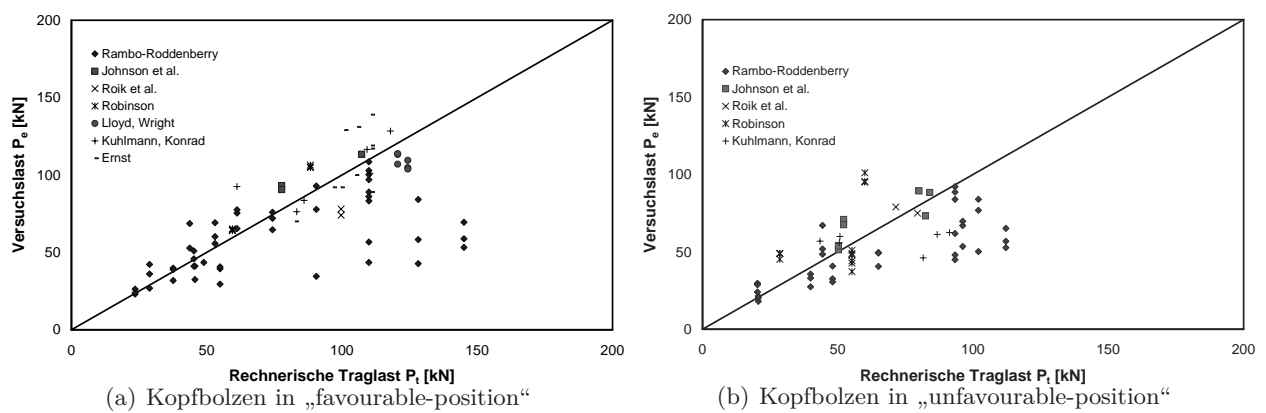 200
150
100
50
0
Versuchslast Pe [kN]
Rambo-Roddenberry
Johnson et al.
Roik et al.
Robinson
Lloyd, Wright
Kuhlmann, Konrad
Ernst
0 50 100 150 200
Rechnerische Traglast Pt [kN]
(a) Kopfbolzen in „favourable-position“
200
150
100
50
0
Versuchslast Pe [kN]
Rambo-Roddenberry
Johnson et al.
Roik et al.
Robinson
Kuhlmann, Konrad
0 50 100 150 200
Rechnerische Traglast Pt [kN]
(b) Kopfbolzen in „unfavourable-position“